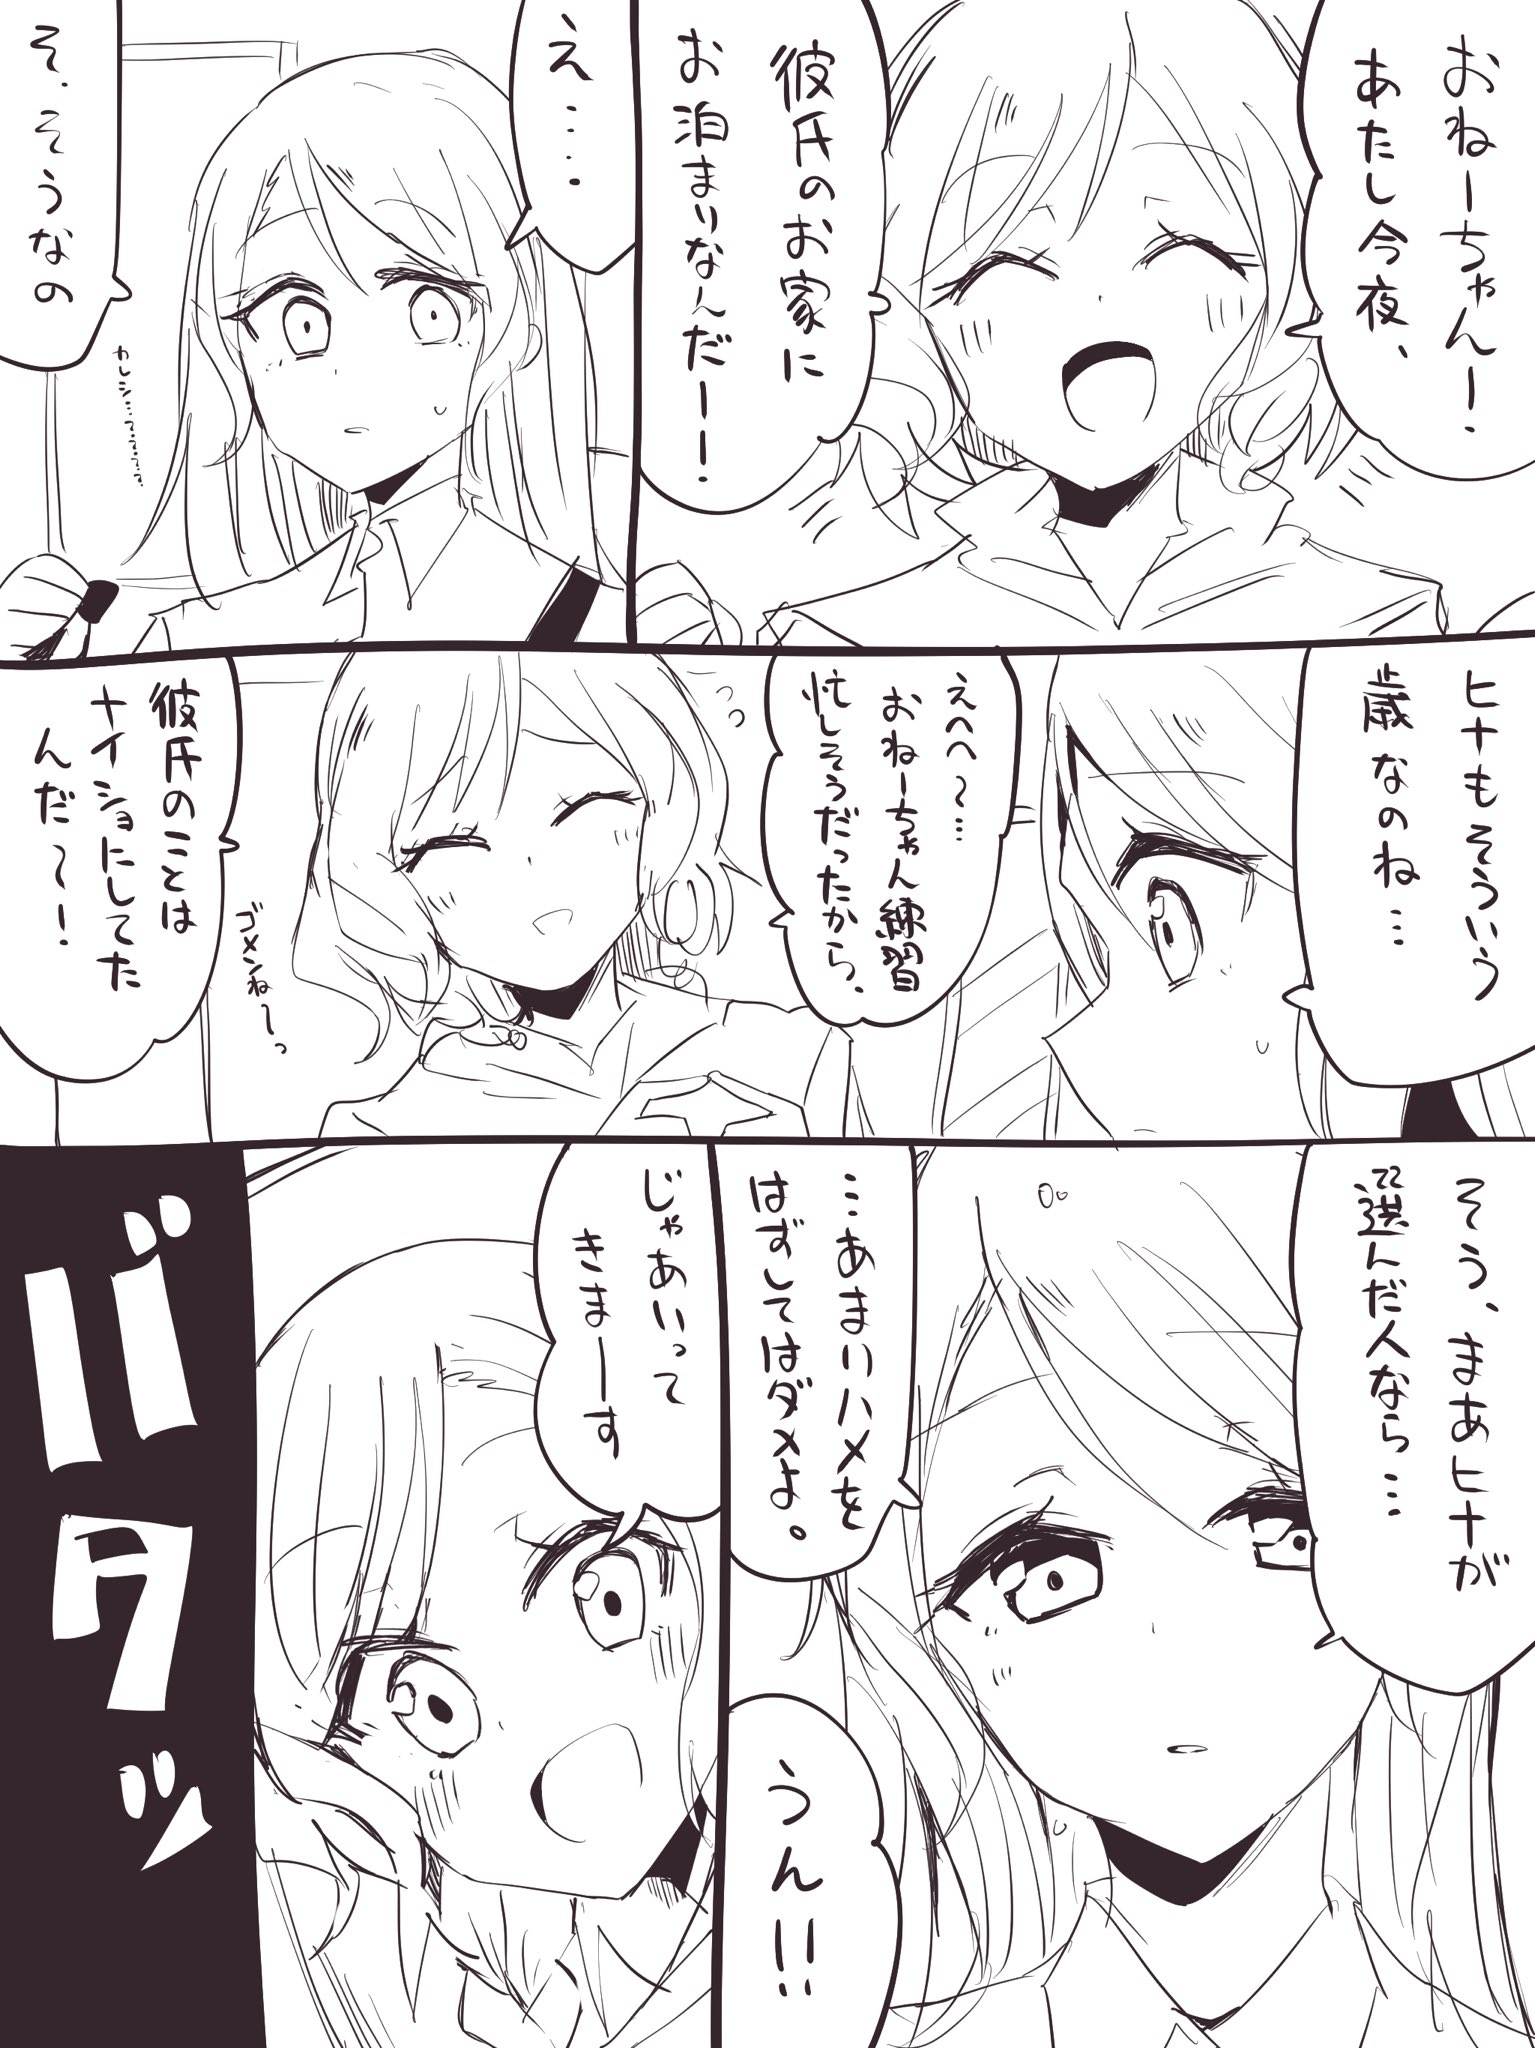 おねーちゃんー!
あたし今夜、
彼氏のお家に
お泊まりなんだーー!
え……
そ、そうなの
カレシ…?、?、?、?、?
ヒナもそういう
歳なのね…
えへへ〜…
おねーちゃん練習
忙しそうだったから、
彼氏のことは
ナイショにしてた
んだ〜!
ゴメンね〜っ
そう、まあヒナが
選んだ人なら…
…あまりハメを
はずしてはダメよ。
うん!!
じゃあいって
きまーす
バタッ